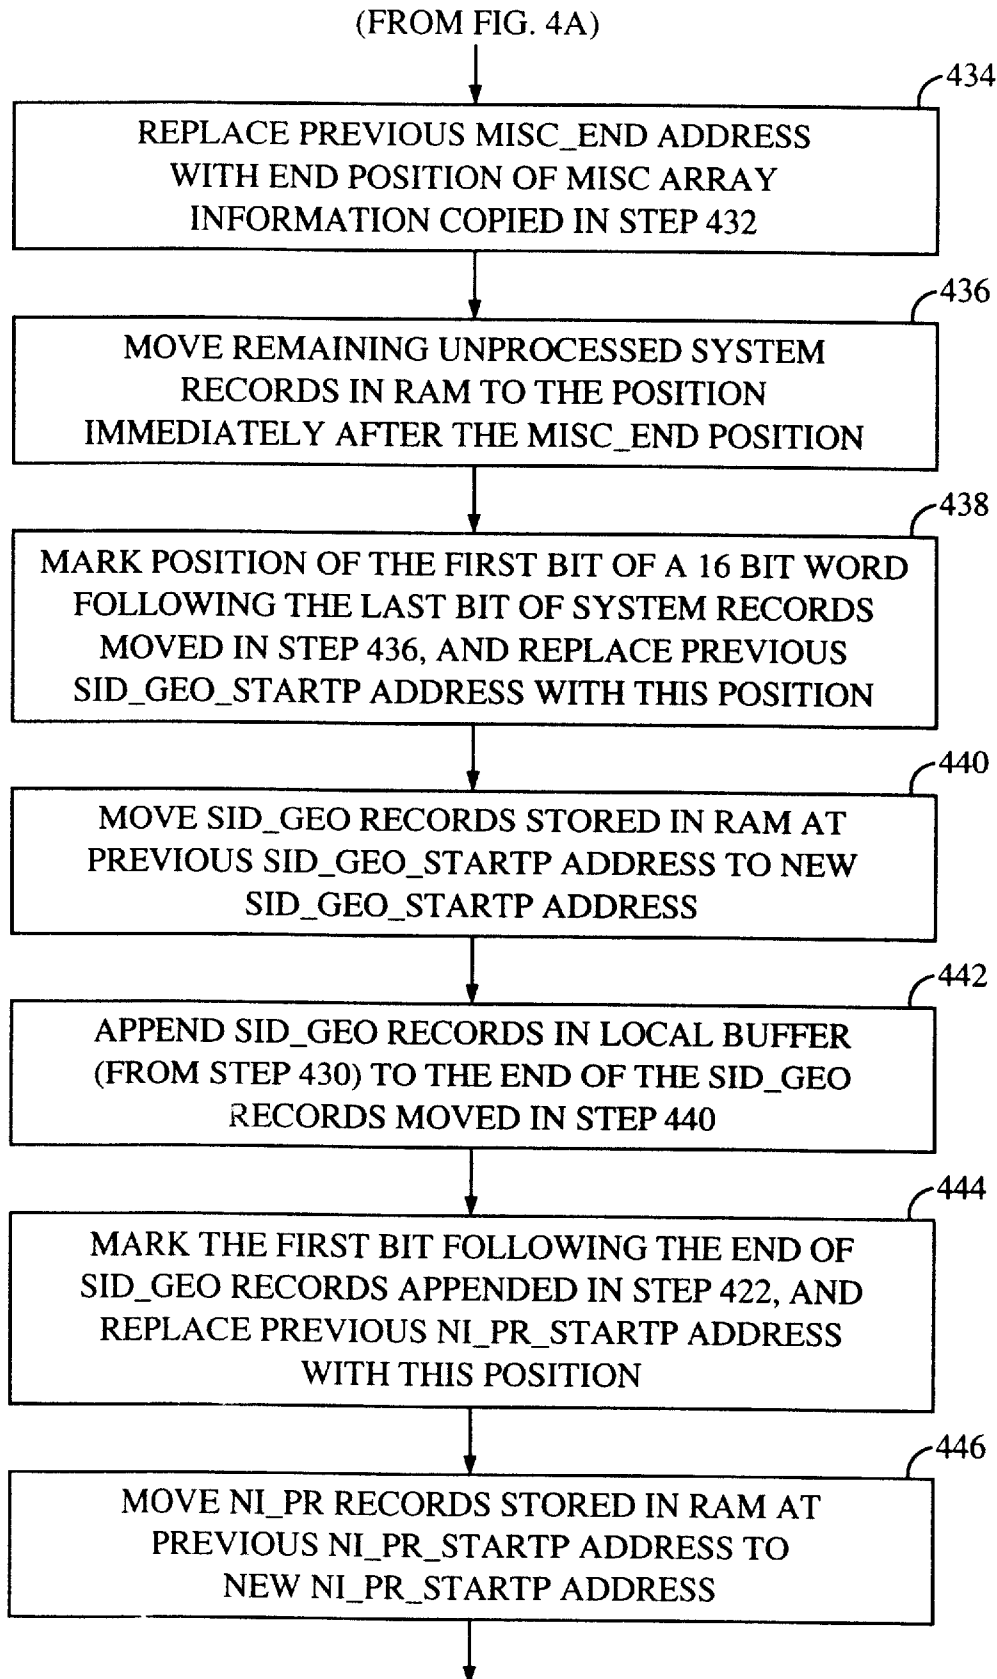 (FROM FIG. 4A)
434
REPLACE PREVIOUS MISC_END ADDRESS
WITH END POSITION OF MISC ARRAY
INFORMATION COPIED IN STEP 432
436
MOVE REMAINING UNPROCESSED SYSTEM
RECORDS IN RAM TO THE POSITION
IMMEDIATELY AFTER THE MISC_END POSITION
438
MARK POSITION OF THE FIRST BIT OF A 16 BIT WORD
FOLLOWING THE LAST BIT OF SYSTEM RECORDS
MOVED IN STEP 436, AND REPLACE PREVIOUS
SID_GEO_STARTP ADDRESS WITH THIS POSITION
440
MOVE SID_GEO RECORDS STORED IN RAM AT
PREVIOUS SID_GEO_STARTP ADDRESS TO NEW
SID_GEO_STARTP ADDRESS
442
APPEND SID_GEO RECORDS IN LOCAL BUFFER
(FROM STEP 430) TO THE END OF THE SID_GEO
RECORDS MOVED IN STEP 440
444
MARK THE FIRST BIT FOLLOWING THE END OF
SID_GEO RECORDS APPENDED IN STEP 422, AND
REPLACE PREVIOUS NI_PR_STARTP ADDRESS
WITH THIS POSITION
446
MOVE NI_PR RECORDS STORED IN RAM AT
PREVIOUS NI_PR_STARTP ADDRESS TO
NEW NI_PR_STARTP ADDRESS